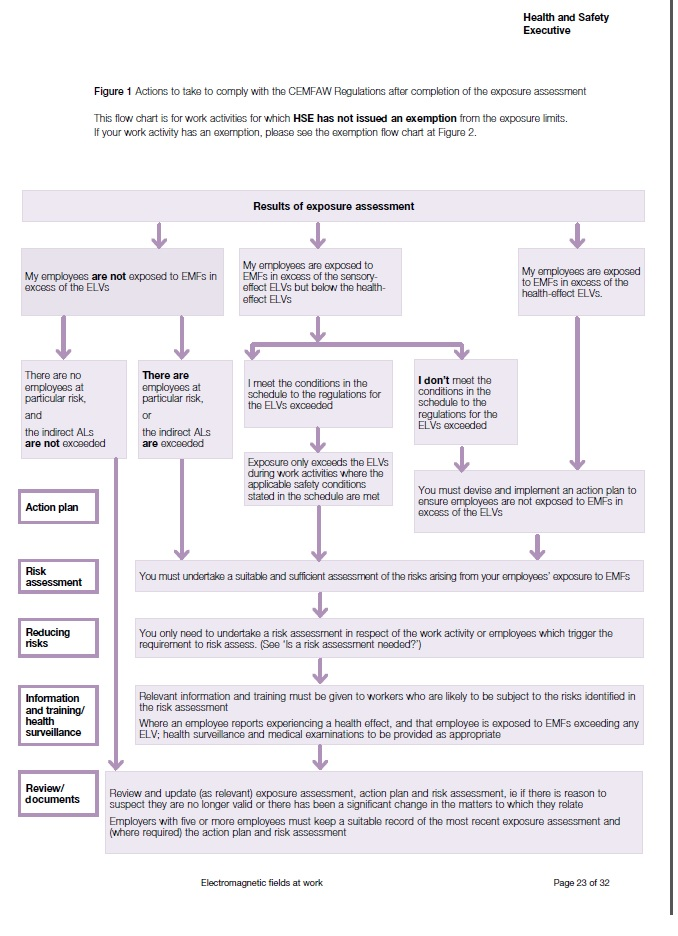 Health and Safety
Executive
Figure 1 Actions to take to comply with the CEMFAW Regulations after completion of the exposure assessment
This flow chart is for work activities for which HSE has not issued an exemption from the exposure limits.
If your work activity has an exemption, please see the exemption flow chart at Figure 2.
Results of exposure assessment
My employees are not exposed to EMFs in
excess of the ELVs
My employees are exposed to
EMFs in excess of the sensory-
effect ELVs but below the health-
effect ELVs
My employees are exposed
to EMFs in excess of the
health-effect ELVs.
There are no
employees at
particular risk,
and
the indirect ALs
are not exceeded
There are
employees at
particular risk,
or
the indirect ALs
are exceeded
I meet the conditions in the
schedule to the regulations for
the ELVs exceeded
I don't meet the
conditions in the
schedule to the
regulations for the
ELVs exceeded
Exposure only exceeds the ELVs
during work activities where the
applicable safety conditions
stated in the schedule are met
Action plan
You must devise and implement an action plan to
ensure employees are not exposed to EMFs in
excess of the ELVs
Risk
assessment
You must undertake a suitable and sufficient assessment of the risks arising from your employees' exposure to EMFs
Reducing
risks
You only need to undertake a risk assessment in respect of the work activity or employees which trigger the
requirement to risk assess. (See 'Is a risk assessment needed?')
Information
and training/
health
surveillance
Relevant information and training must be given to workers who are likely to be subject to the risks identified in
the risk assessment
Where an employee reports experiencing a health effect, and that employee is exposed to EMFs exceeding any
ELV; health surveillance and medical examinations to be provided as appropriate
Review/
documents
Review and update (as relevant) exposure assessment, action plan and risk assessment, ie if there is reason to
suspect they are no longer valid or there has been a significant change in the matters to which they relate
Employers with five or more employees must keep a suitable record of the most recent exposure assessment and
(where required) the action plan and risk assessment
Electromagnetic fields at work
Page 23 of 32